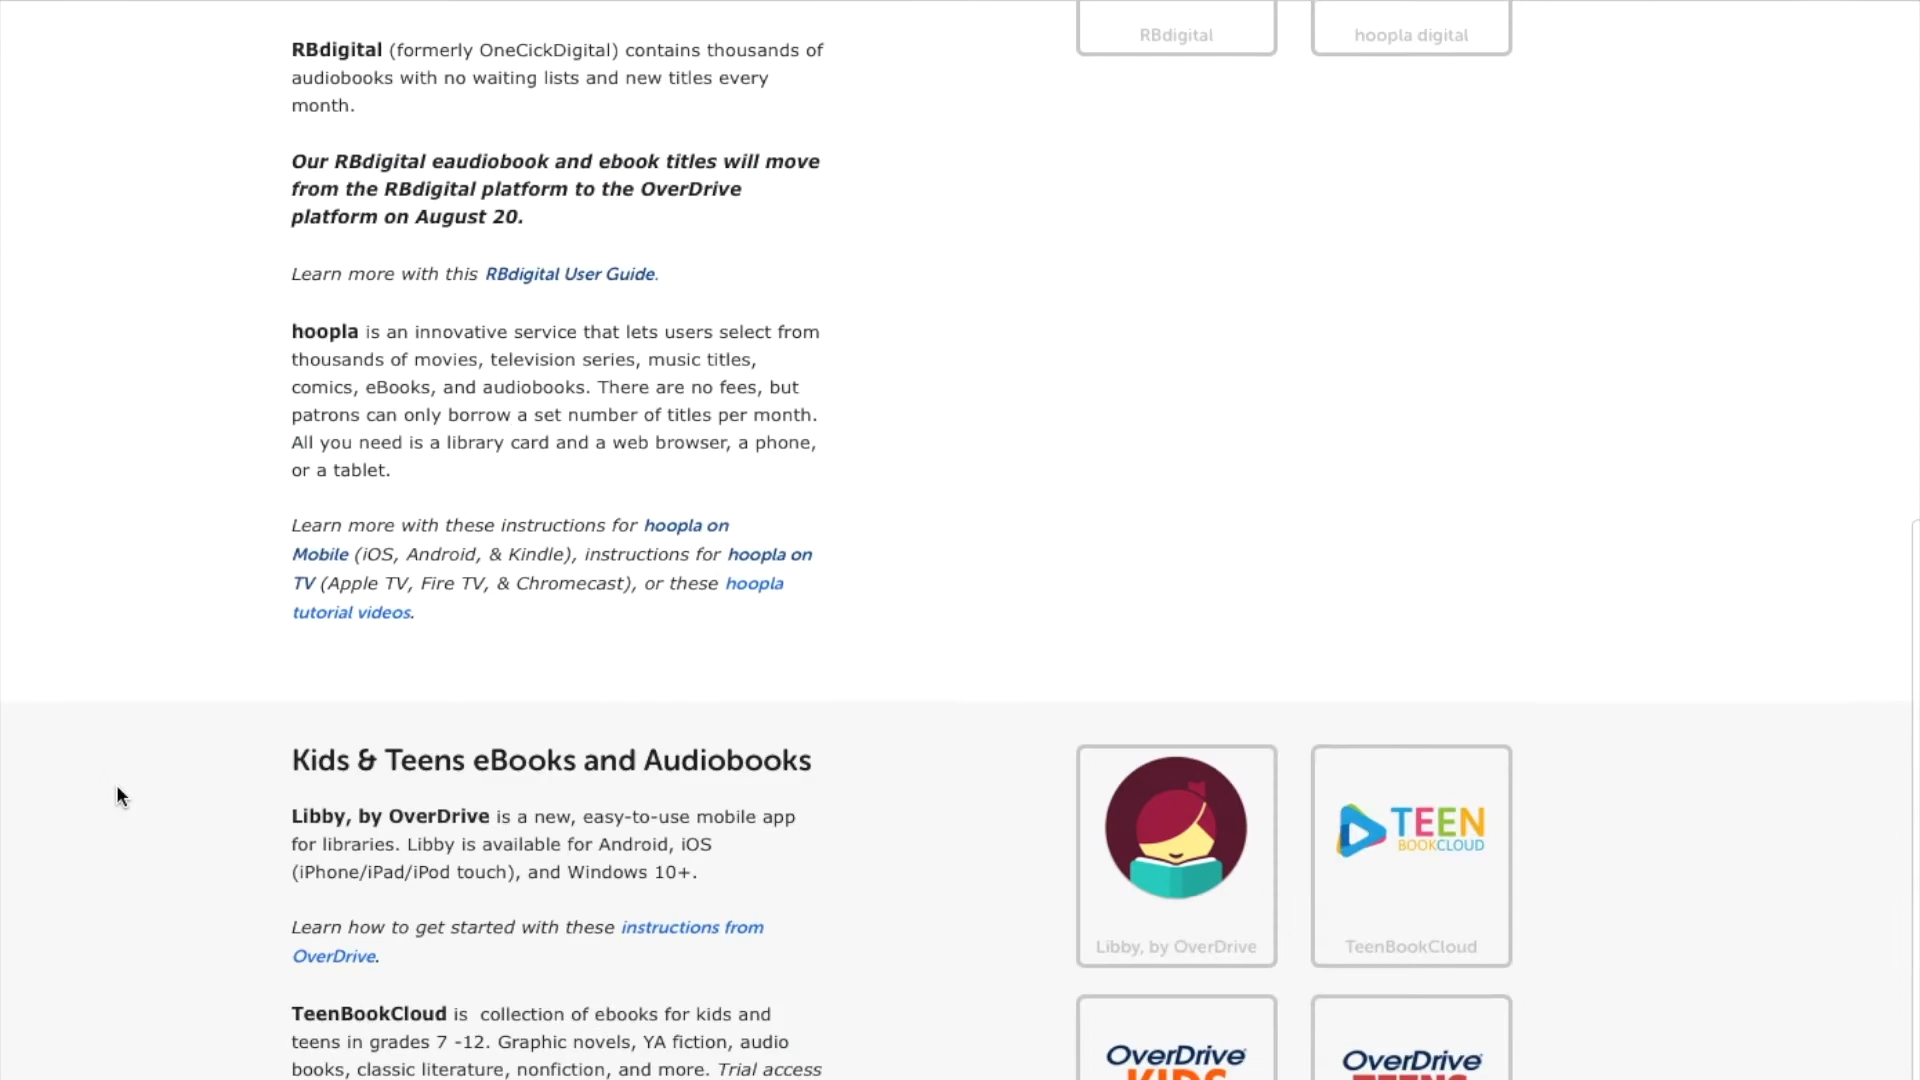 RBdigital (formerly OneCickDigital) contains thousands of
audiobooks with no waiting lists and new titles every
month.
Our RBdigital eaudiobook and ebook titles will move
from the RBdigital platform to the OverDrive
platform on August 20.
Learn more with this RBdigital User Guide.
hoopla is an innovative service that lets users select from
thousands of movies, television series, music titles,
comics, eBooks, and audiobooks. There are no fees, but
patrons can only borrow a set number of titles per month.
All you need is a library card and a web browser, a phone,
or a tablet.
Learn more with these instructions for hoopla on
Mobile (iOS, Android, & Kindle), instructions for hoopla on
TV (Apple TV, Fire TV, & Chromecast), or these hoopla
tutorial videos.
RBdigital
hoopla digital
Kids & Teens eBooks and Audiobooks
Libby, by OverDrive is a new, easy-to-use mobile app
for libraries. Libby is available for Android, iOS
(iPhone/iPad/iPod touch), and Windows 10+.
Learn how to get started with these instructions from
OverDrive.
TeenBookCloud is  collection of ebooks for kids and
teens in grades 7 -12. Graphic novels, YA fiction, audio
books, classic literature, nonfiction, and more. Trial access
Libby, by OverDrive
TEEN
BOOKCLOUD
TeenBookCloud
OverDrive
KIDS
OverDrive
TEENS